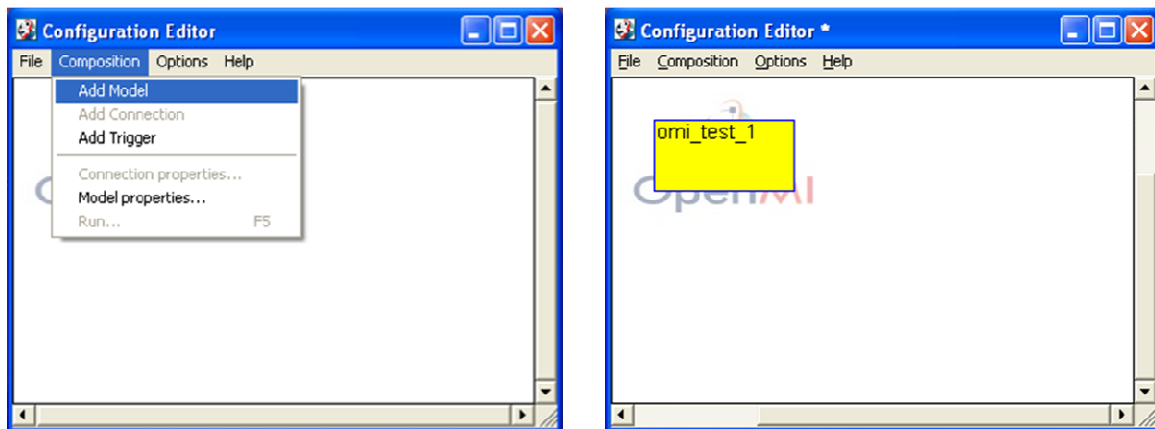 Configuration Editor
File Composition Options Help
Add Model
Add Connection
Add Trigger
Connection properties...
Model properties...
Run... F5
Configuration Editor *
File Composition Options Help
omi_test_1
OpenMI